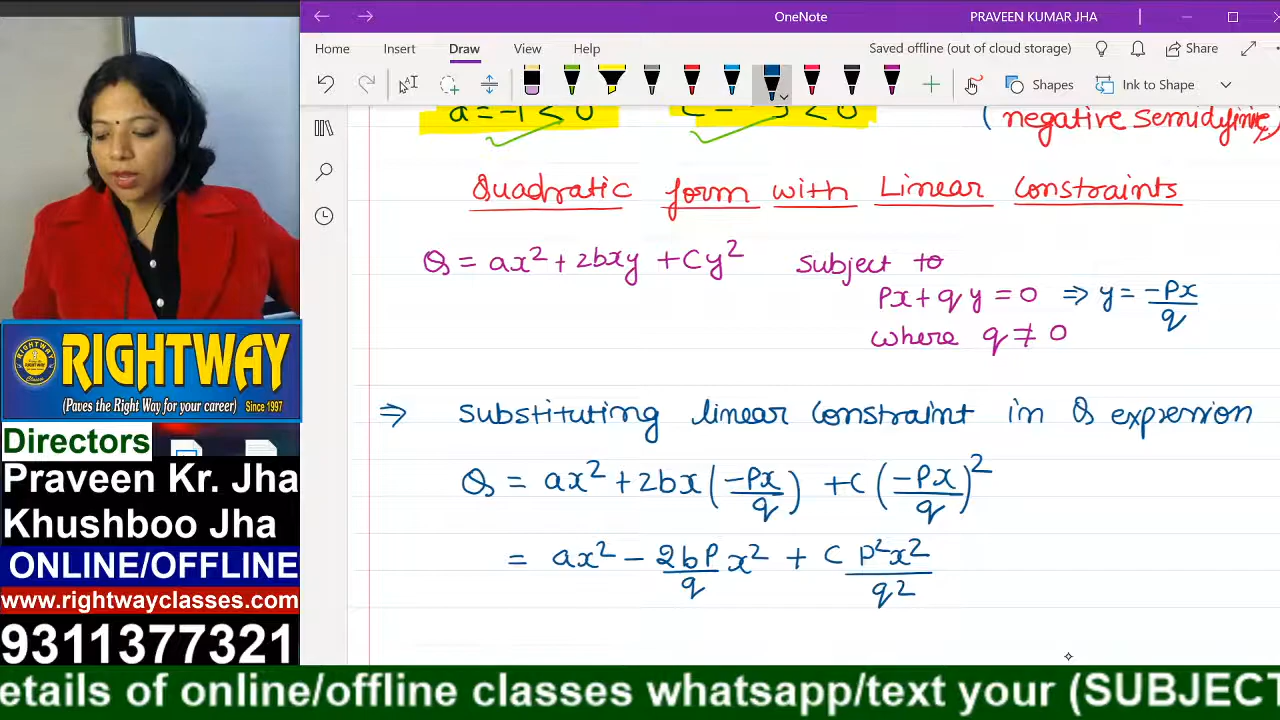 OneNote PRAVEEN KUMAR JHA
Home Insert Draw View Help Saved offline (out of cloud storage) Share
Shapes Ink to Shape
a = -1 < 0 < 0 (negative
Quadratic form with Linear Constraints
Q = ax² + 2bxy + cy² subject to
px + qy = 0 ⇒ y = -px/q
where q ≠ 0
⇒ substituting linear constraint in Q expression
Q = ax² + 2bx (-px/q) + c (-px/q)²
= ax² - 2bp/q x² + c p²x²/q²
RIGHTWAY
(Paves the Right Way for your career) Since 1997
Directors
Praveen Kr. Jha
Khushboo Jha
ONLINE/OFFLINE
www.rightwayclasses.com
9311377321
etails of online/offline classes whatsapp/text your (SUBJECT